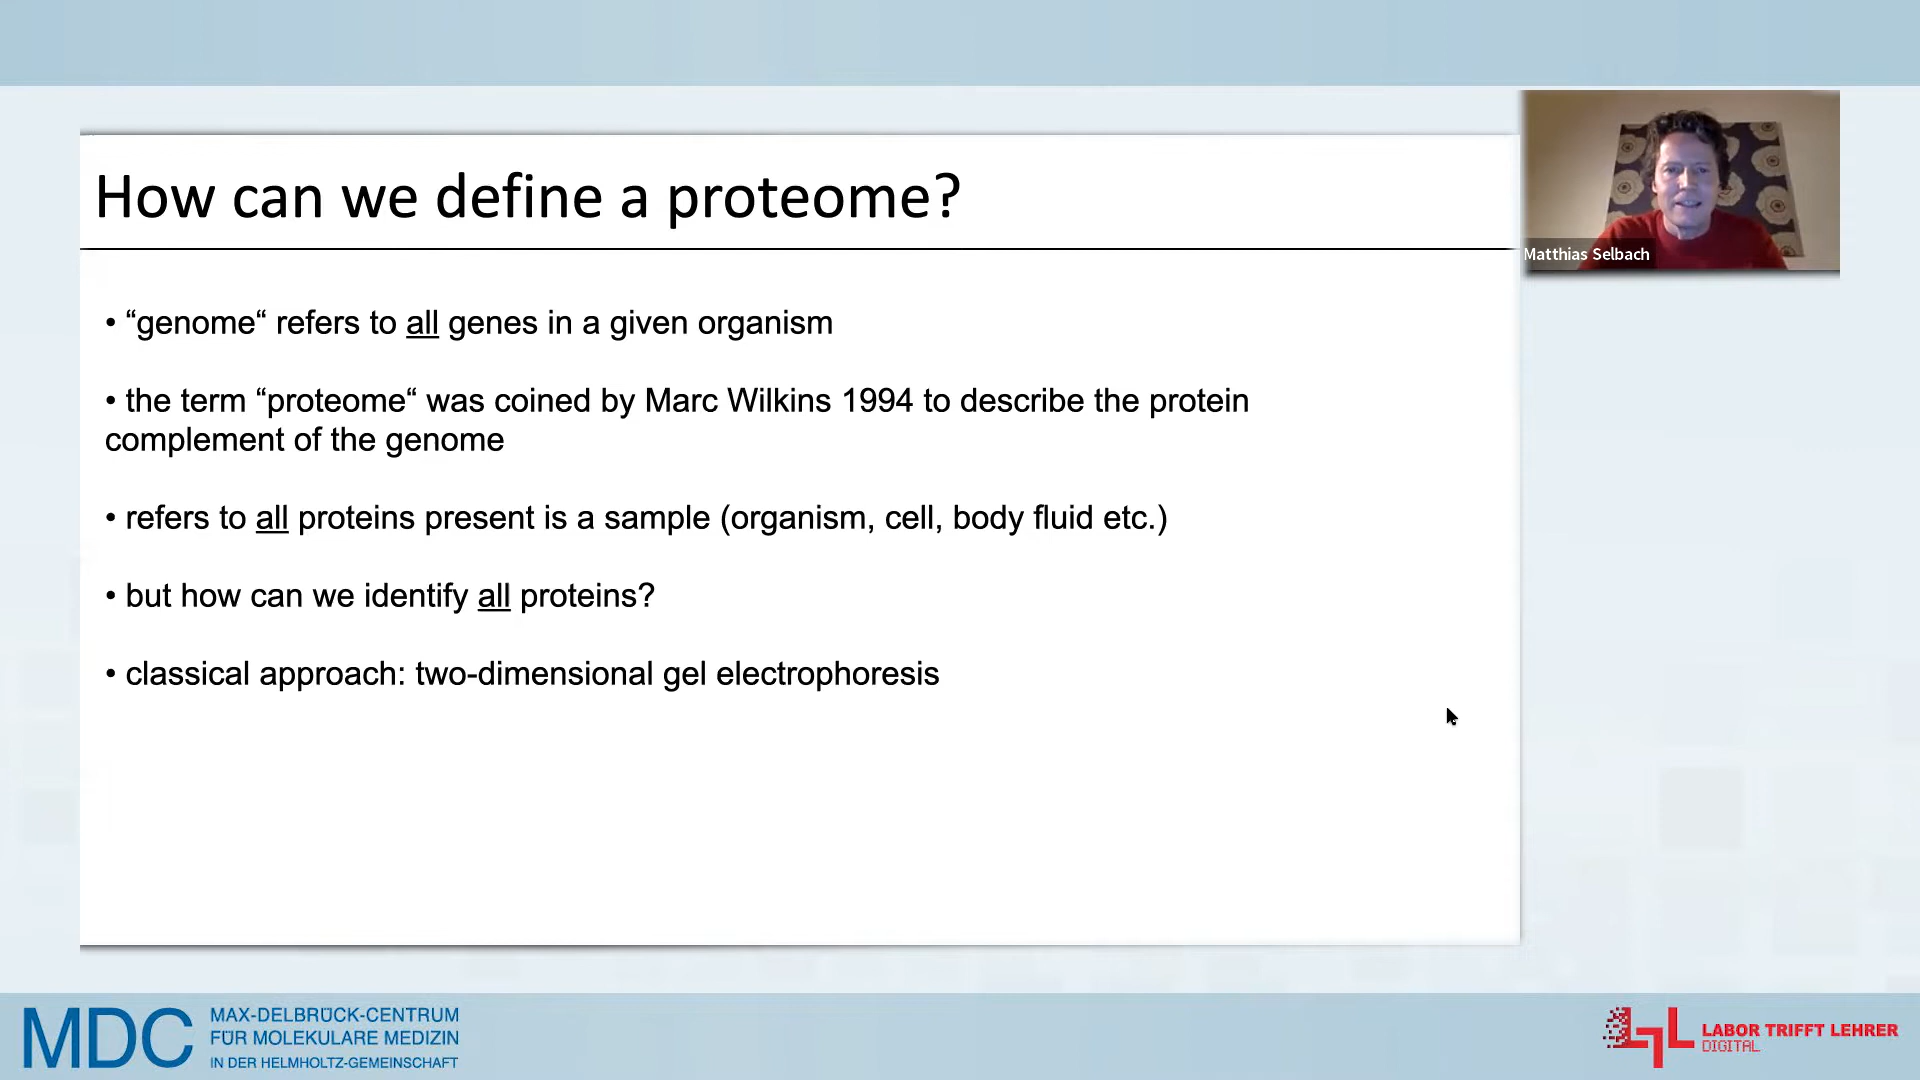 How can we define a proteome?
Matthias Selbach
• “genome“ refers to all genes in a given organism
• the term “proteome“ was coined by Marc Wilkins 1994 to describe the protein
complement of the genome
• refers to all proteins present is a sample (organism, cell, body fluid etc.)
• but how can we identify all proteins?
• classical approach: two-dimensional gel electrophoresis
MDC
MAX-DELBRÜCK-CENTRUM
FÜR MOLEKULARE MEDIZIN
IN DER HELMHOLTZ-GEMEINSCHAFT
LTL
LABOR TRIFFT LEHRER
DIGITAL